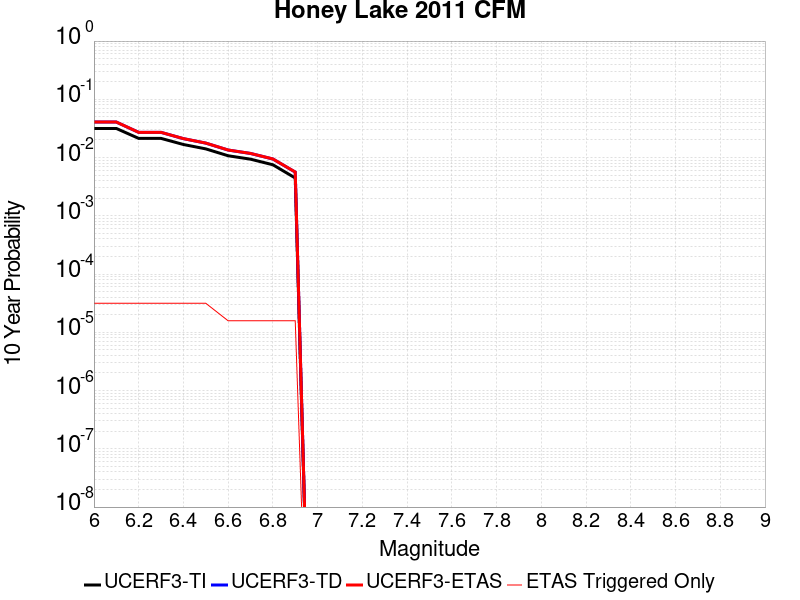 Honey Lake 2011 CFM
10 0
10 -1
10 -2
10 -3
10 -4
10 -5
10 -6
10 -7
10 -8
10 Year Probability
6 6.2 6.4 6.6 6.8 7 7.2 7.4 7.6 7.8 8 8.2 8.4 8.6 8.8 9
Magnitude
UCERF3-TI UCERF3-TD UCERF3-ETAS ETAS Triggered Only